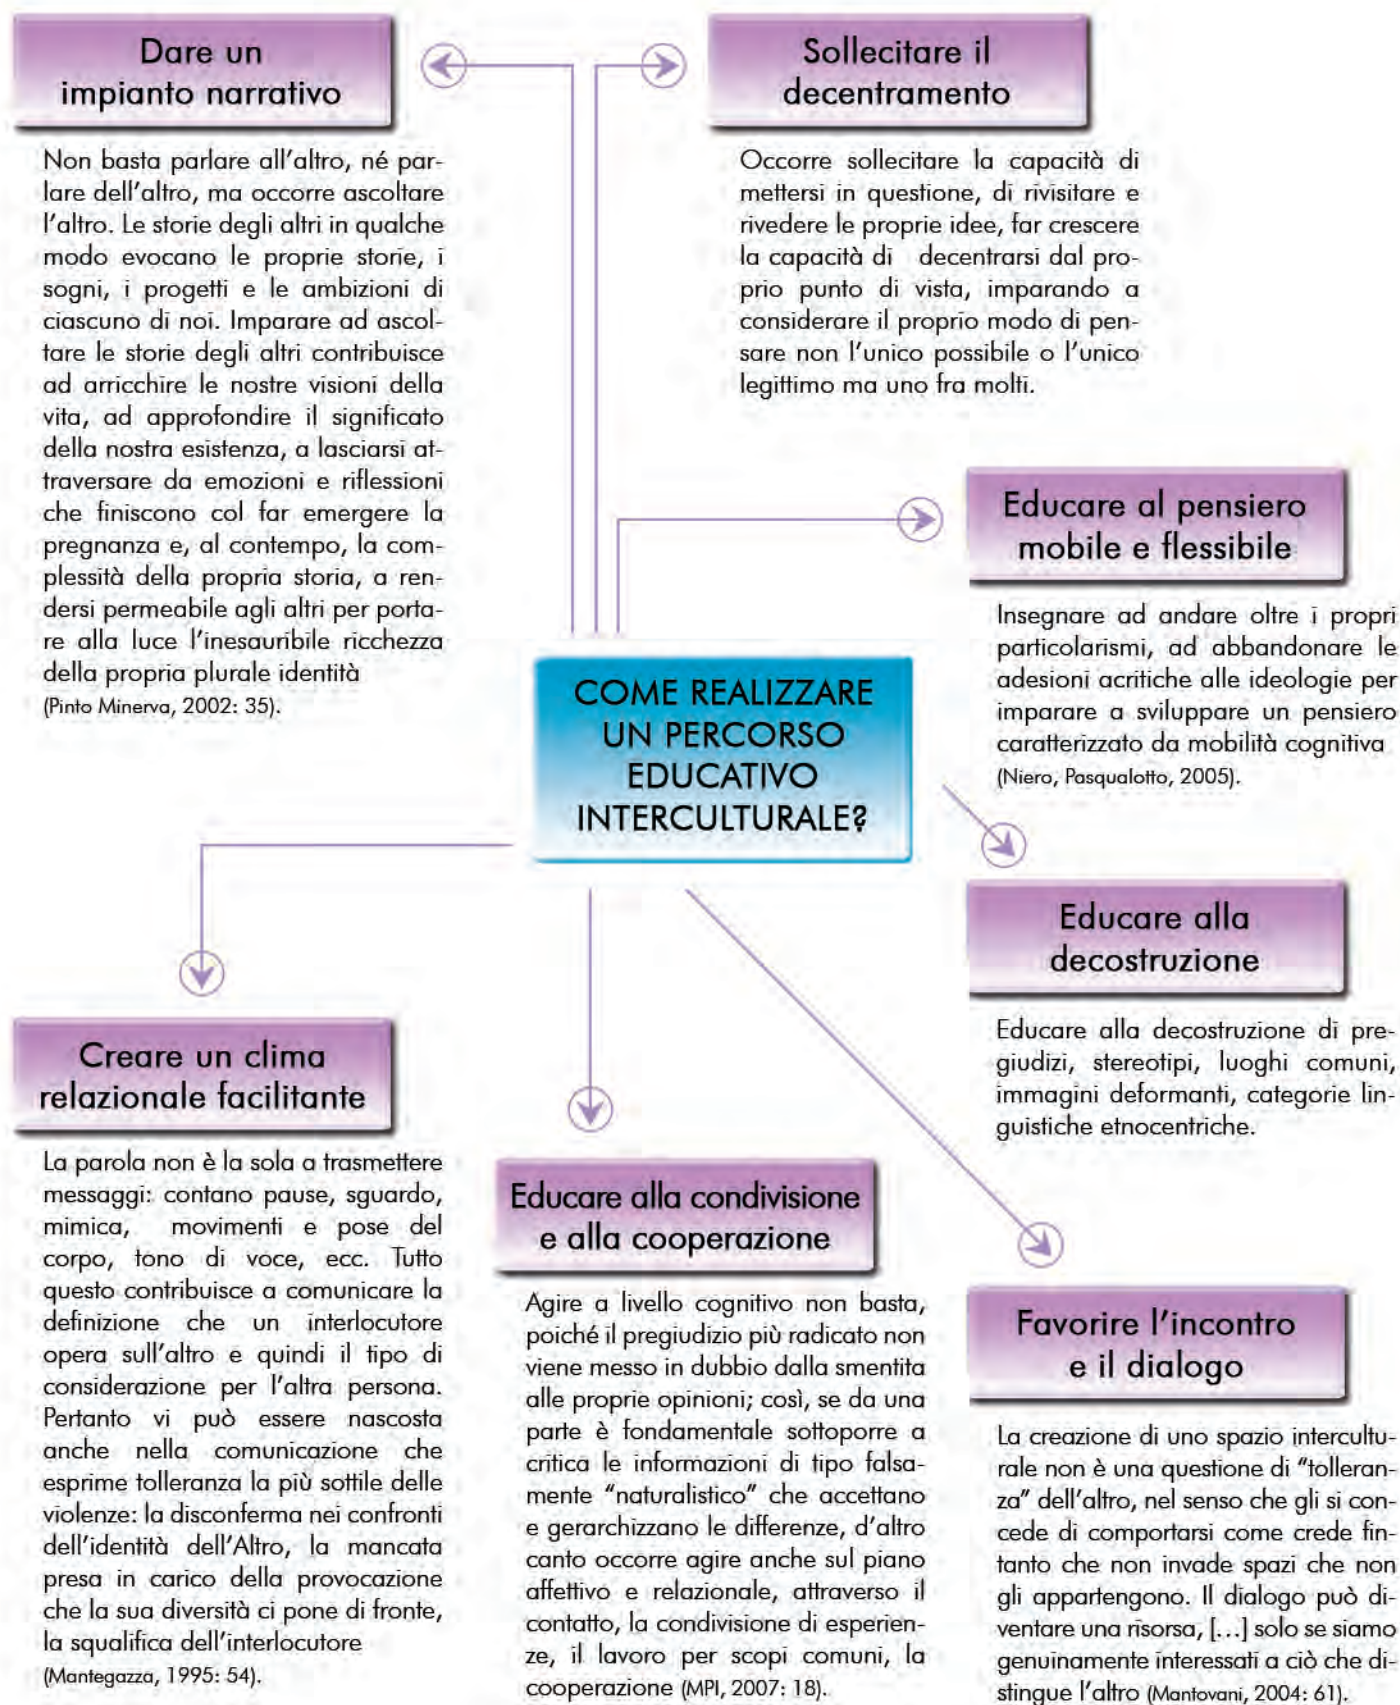 Dare un
impianto narrativo
Non basta parlare all'altro, né par-
lare dell'altro, ma occorre ascoltare
l'altro. Le storie degli altri in qualche
modo evocano le proprie storie, i
sogni, i progetti e le ambizioni di
ciascuno di noi. Imparare ad ascol-
tare le storie degli altri contribuisce
ad arricchire le nostre visioni della
vita, ad approfondire il significato
della nostra esistenza, a lasciarsi at-
traversare da emozioni e riflessioni
che finiscono col far emergere la
pregnanza e, al contempo, la com-
plessità della propria storia, a ren-
dersi permeabile agli altri per porta-
re alla luce l'inesauribile ricchezza
della propria plurale identità
(Pinto Minerva, 2002: 35).
Sollecitare il
decentramento
Occorre sollecitare la capacità di
mettersi in questione, di rivisitare e
rivedere le proprie idee, far crescere
la capacità di decentrarsi dal pro-
prio punto di vista, imparando a
considerare il proprio modo di pen-
sare non l'unico possibile o l'unico
legittimo ma uno fra molti.
Educare al pensiero
mobile e flessibile
Insegnare ad andare oltre i propri
particolarismi, ad abbandonare le
adesioni acritiche alle ideologie per
imparare a sviluppare un pensiero
caratterizzato da mobilità cognitiva
(Niero, Pasqualotto, 2005).
COME REALIZZARE
UN PERCORSO
EDUCATIVO
INTERCULTURALE?
Educare alla
decostruzione
Educare alla decostruzione di pre-
giudizi, stereotipi, luoghi comuni,
immagini deformanti, categorie lin-
guistiche etnocentriche.
Creare un clima
relazionale facilitante
La parola non è la sola a trasmettere
messaggi: contano pause, sguardo,
mimica, movimenti e pose del
corpo, tono di voce, ecc. Tutto
questo contribuisce a comunicare la
definizione che un interlocutore
opera sull'altro e quindi il tipo di
considerazione per l'altra persona.
Pertanto vi può essere nascosta
anche nella comunicazione che
esprime tolleranza la più sottile delle
violenze: la disconferma nei confronti
dell'identità dell'Altro, la mancata
presa in carico della provocazione
che la sua diversità ci pone di fronte,
la squalifica dell'interlocutore
(Mantegazza, 1995: 54).
Educare alla condivisione
e alla cooperazione
Agire a livello cognitivo non basta,
poiché il pregiudizio più radicato non
viene messo in dubbio dalla smentita
alle proprie opinioni; così, se da una
parte è fondamentale sottoporre a
critica le informazioni di tipo falsa-
mente "naturalistico" che accettano
e gerarchizzano le differenze, d'altro
canto occorre agire anche sul piano
affettivo e relazionale, attraverso il
contatto, la condivisione di esperien-
ze, il lavoro per scopi comuni, la
cooperazione (MPI, 2007: 18).
Favorire l'incontro
e il dialogo
La creazione di uno spazio intercultu-
rale non è una questione di "tolleran-
za" dell'altro, nel senso che gli si con-
cede di comportarsi come crede fin-
tanto che non invade spazi che non
gli appartengono. Il dialogo può di-
ventare una risorsa, [...] solo se siamo
genuinamente interessati a ciò che di-
stingue l'altro (Mantovani, 2004: 61).